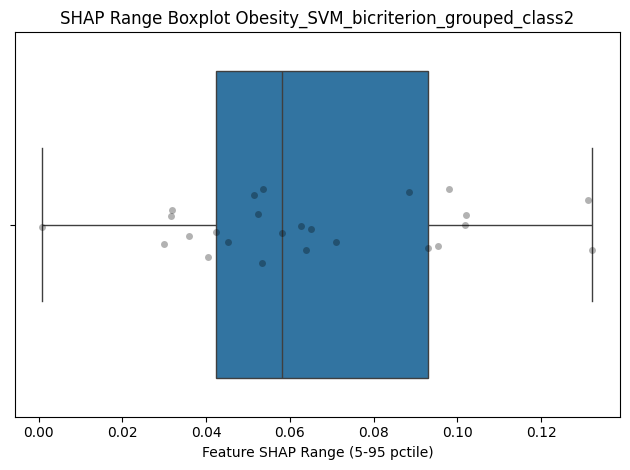 SHAP Range Boxplot Obesity_SVM_bicriterion_grouped_class2
0.00 0.02 0.04 0.06 0.08 0.10 0.12
Feature SHAP Range (5-95 pctile)